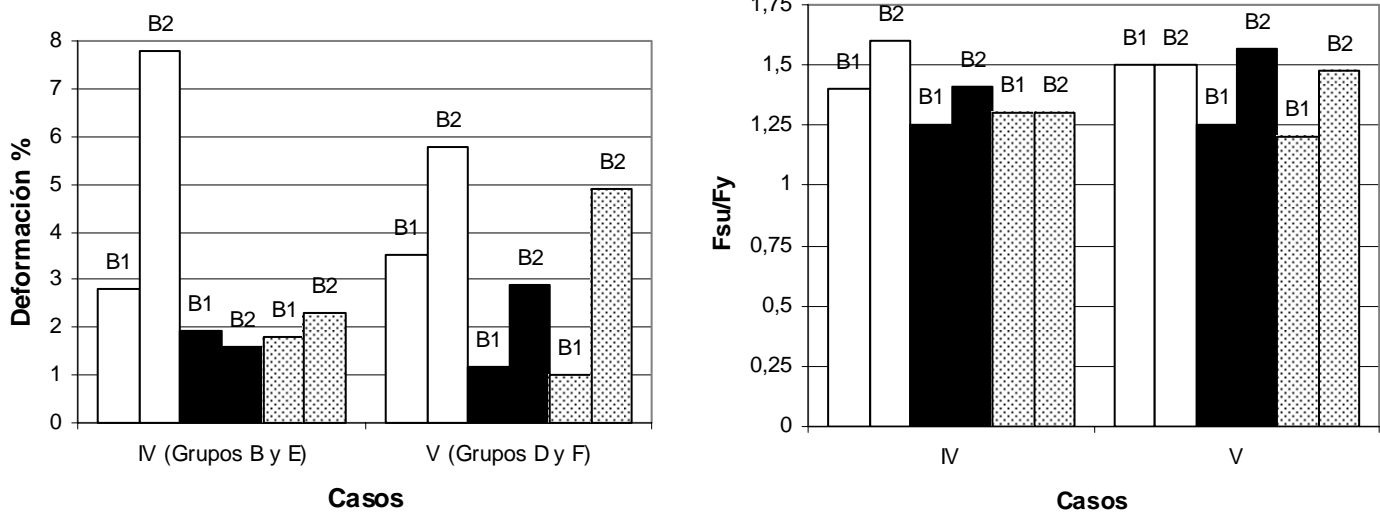 Deformación %
8
7
6
5
4
3
2
1
0
B1
B2
B1
B2
B1
B2
B1
B2
B1
B2
B1
B2
IV (Grupos B y E)
V (Grupos D y F)
Casos
Fsu/Fy
1,75
1,5
1,25
1
0,75
0,5
0,25
0
B1
B2
B1
B2
B1
B2
B1
B2
B1
B2
B1
B2
IV
V
Casos